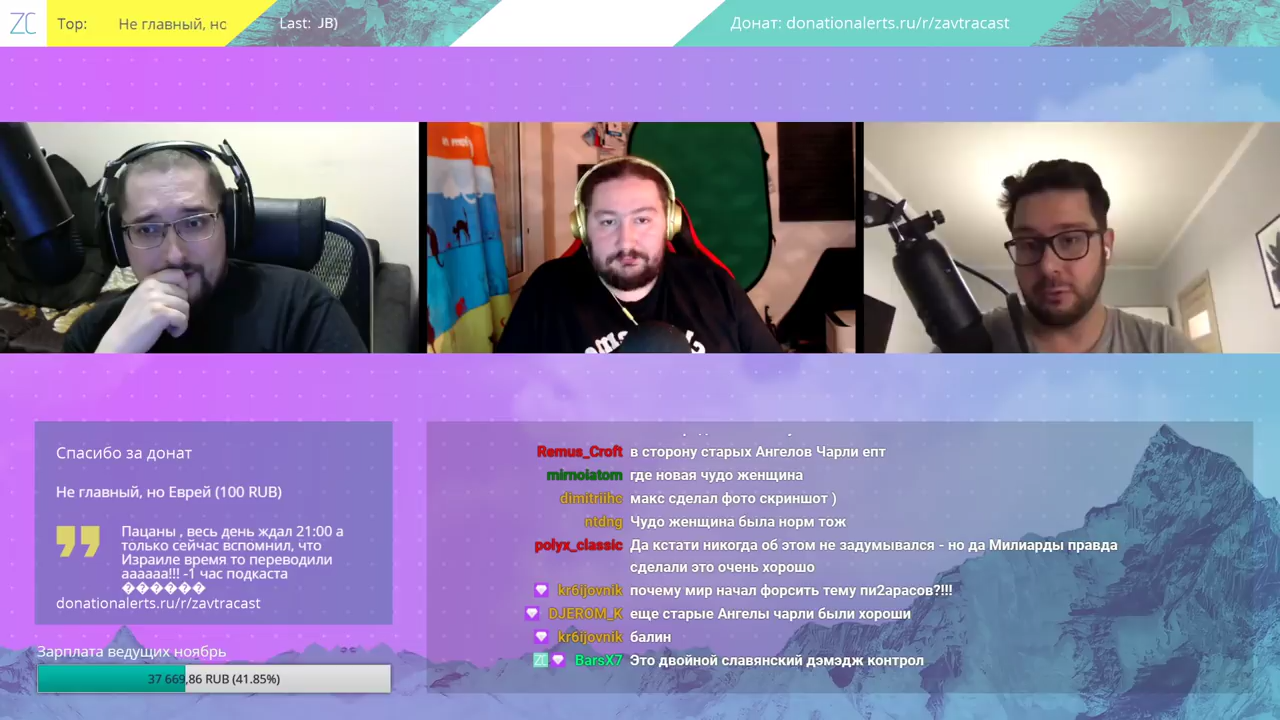 ZC Top: Не главный, но Last: JB) Донат: donationalerts.ru/r/zavtracast
Спасибо за донат
Не главный, но Еврей (100 RUB)
Пацаны , весь день ждал 21:00 а
только сейчас вспомнил, что
Израиле время то переводили
аааааа!!! -1 час подкаста
������
donationalerts.ru/r/zavtracast
Зарплата ведущих ноябрь
37 669,86 RUB (41.85%)
Remus_Croft в сторону старых Ангелов Чарли епт
mirnoiatom где новая чудо женщина
dimitriihc макс сделал фото скриншот )
ntdng Чудо женщина была норм тож
polyx_classic Да кстати никогда об этом не задумывался - но да Милиарды правда
сделали это очень хорошо
kr6ijovnik почему мир начал форсить тему пи2арасов?!!!
DJEROM_K еще старые Ангелы чарли были хороши
kr6ijovnik балин
ZC BarsX7 Это двойной славянский дэмэдж контрол